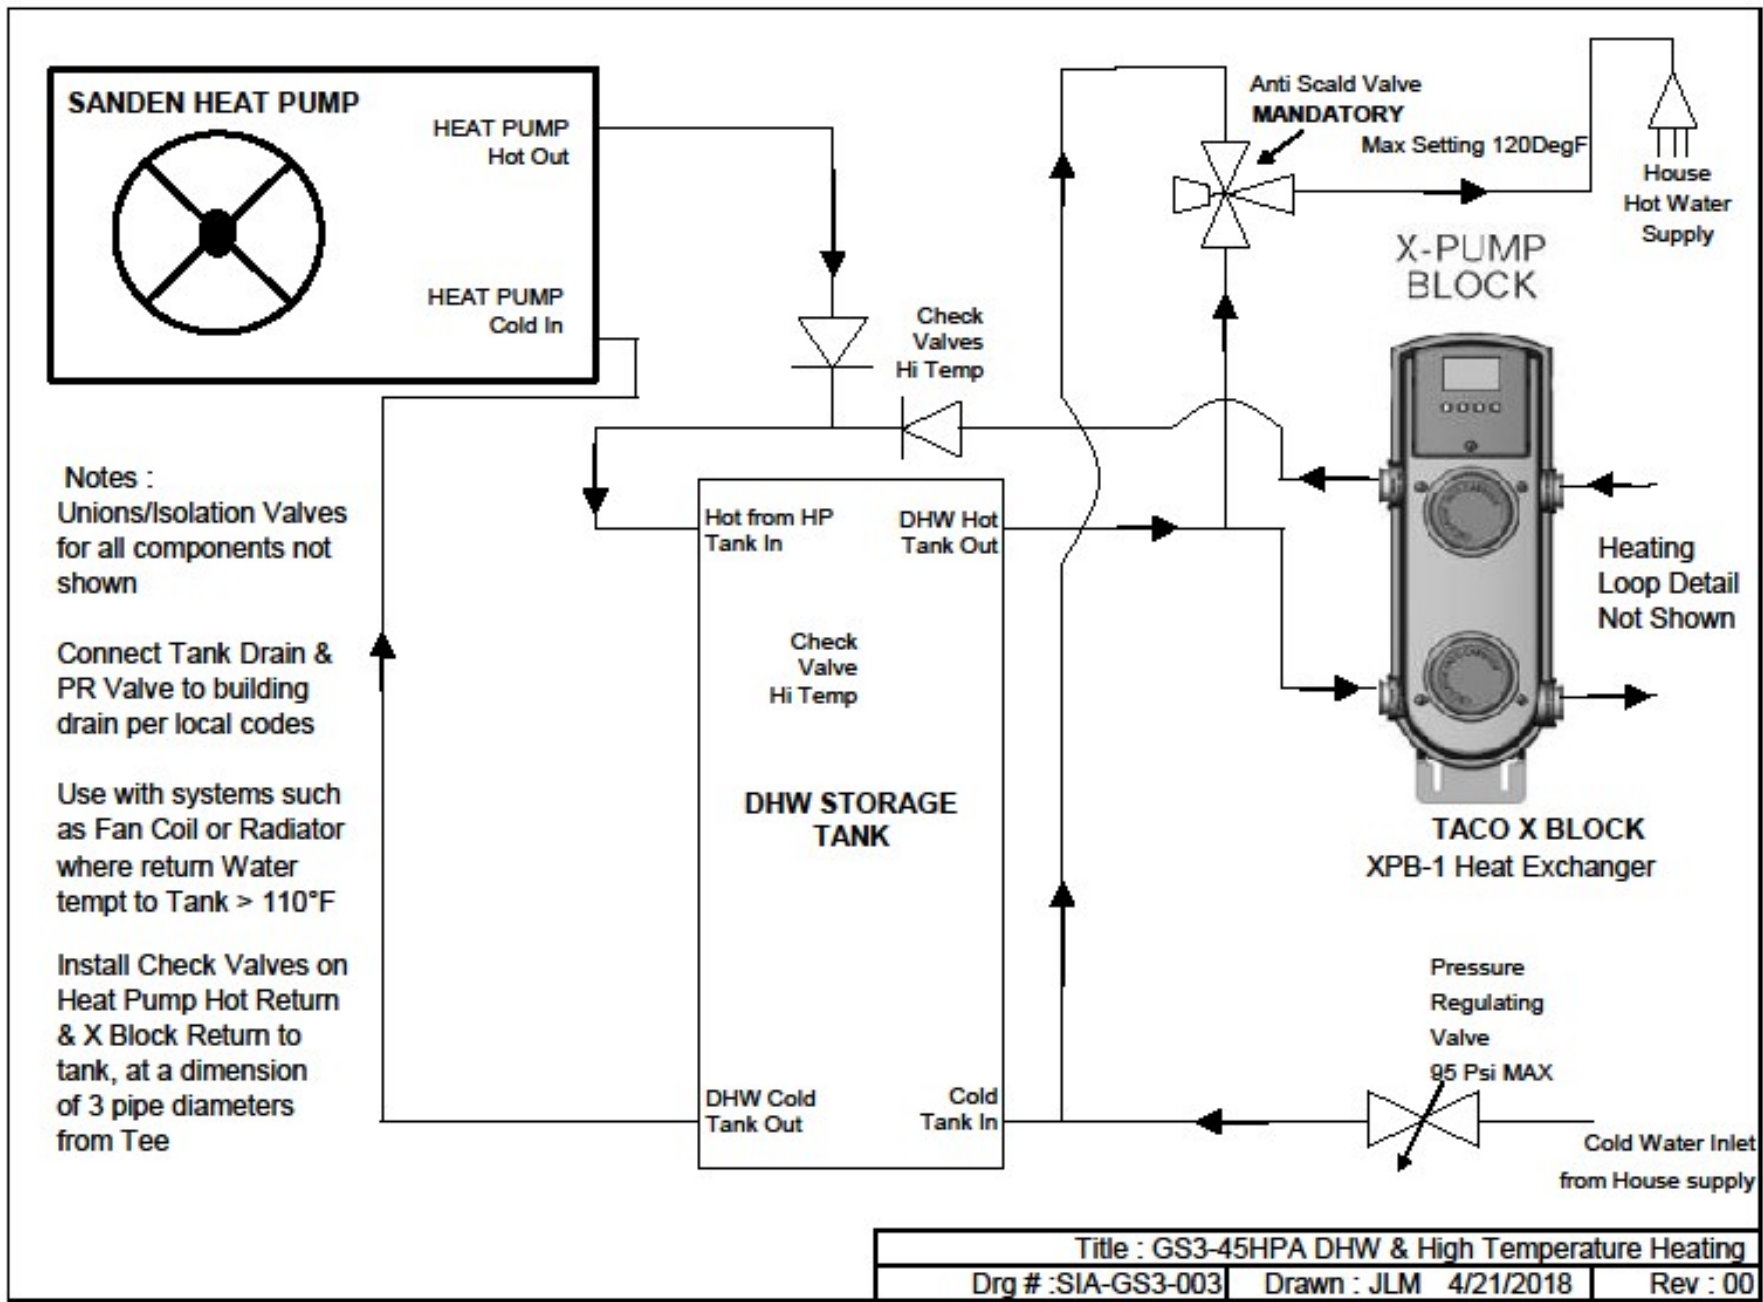 SANDEN HEAT PUMP
HEAT PUMP
Hot Out
HEAT PUMP
Cold In
Anti Scald Valve
MANDATORY
Max Setting 120DegF
House
Hot Water
Supply
X-PUMP
BLOCK
Check
Valves
Hi Temp
Notes :
Unions/Isolation Valves
for all components not
shown
Connect Tank Drain &
PR Valve to building
drain per local codes
Use with systems such
as Fan Coil or Radiator
where return Water
tempt to Tank > 110°F
Install Check Valves on
Heat Pump Hot Return
& X Block Return to
tank, at a dimension
of 3 pipe diameters
from Tee
Hot from HP
Tank In
DHW Hot
Tank Out
Check
Valve
Hi Temp
DHW STORAGE
TANK
DHW Cold
Tank Out
Cold
Tank In
Heating
Loop Detail
Not Shown
TACO X BLOCK
XPB-1 Heat Exchanger
Pressure
Regulating
Valve
95 Psi MAX
Cold Water Inlet
from House supply
Title : GS3-45HPA DHW & High Temperature Heating
Drg # :SIA-GS3-003 Drawn : JLM 4/21/2018 Rev : 00